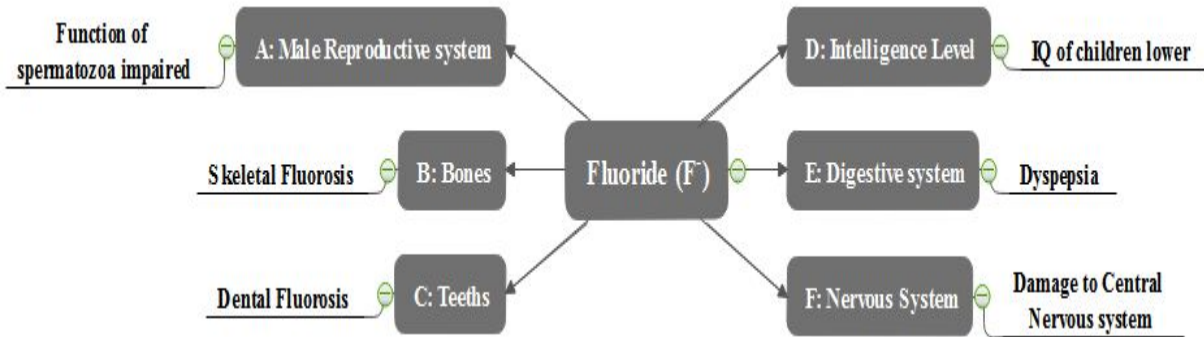 Function of
spermatozoa impaired
A: Male Reproductive system
Skeletal Fluorosis
B: Bones
Dental Fluorosis
C: Teeths
Fluoride (F⁻)
D: Intelligence Level
IQ of children lower
E: Digestive system
Dyspepsia
F: Nervous System
Damage to Central
Nervous system